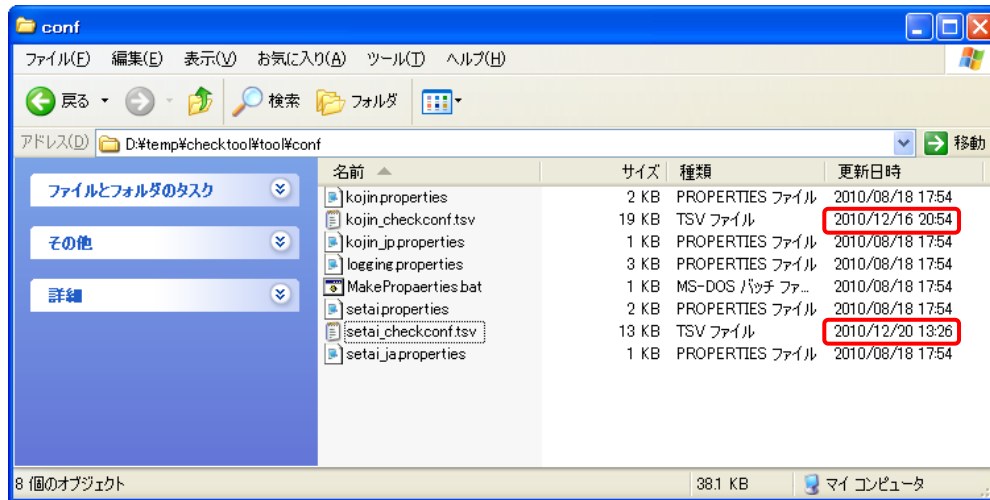 conf
ファイル(F) 編集(E) 表示(V) お気に入り(A) ツール(T) ヘルプ(H)
戻る 検索 フォルダ
アドレス(D) D:¥temp¥checktool¥tool¥conf 移動
ファイルとフォルダのタスク
その他
詳細
名前 サイズ 種類 更新日時
kojin.properties 2 KB PROPERTIES ファイル 2010/08/18 17:54
kojin_checkconf.tsv 19 KB TSV ファイル 2010/12/16 20:54
kojin_jp.properties 1 KB PROPERTIES ファイル 2010/08/18 17:54
logging.properties 3 KB PROPERTIES ファイル 2010/08/18 17:54
MakePropaerties.bat 1 KB MS-DOS バッチ ファ... 2010/08/18 17:54
setai.properties 2 KB PROPERTIES ファイル 2010/08/18 17:54
setai_checkconf.tsv 13 KB TSV ファイル 2010/12/20 13:26
setai_ja.properties 1 KB PROPERTIES ファイル 2010/08/18 17:54
8 個のオブジェクト 38.1 KB マイ コンピュータ